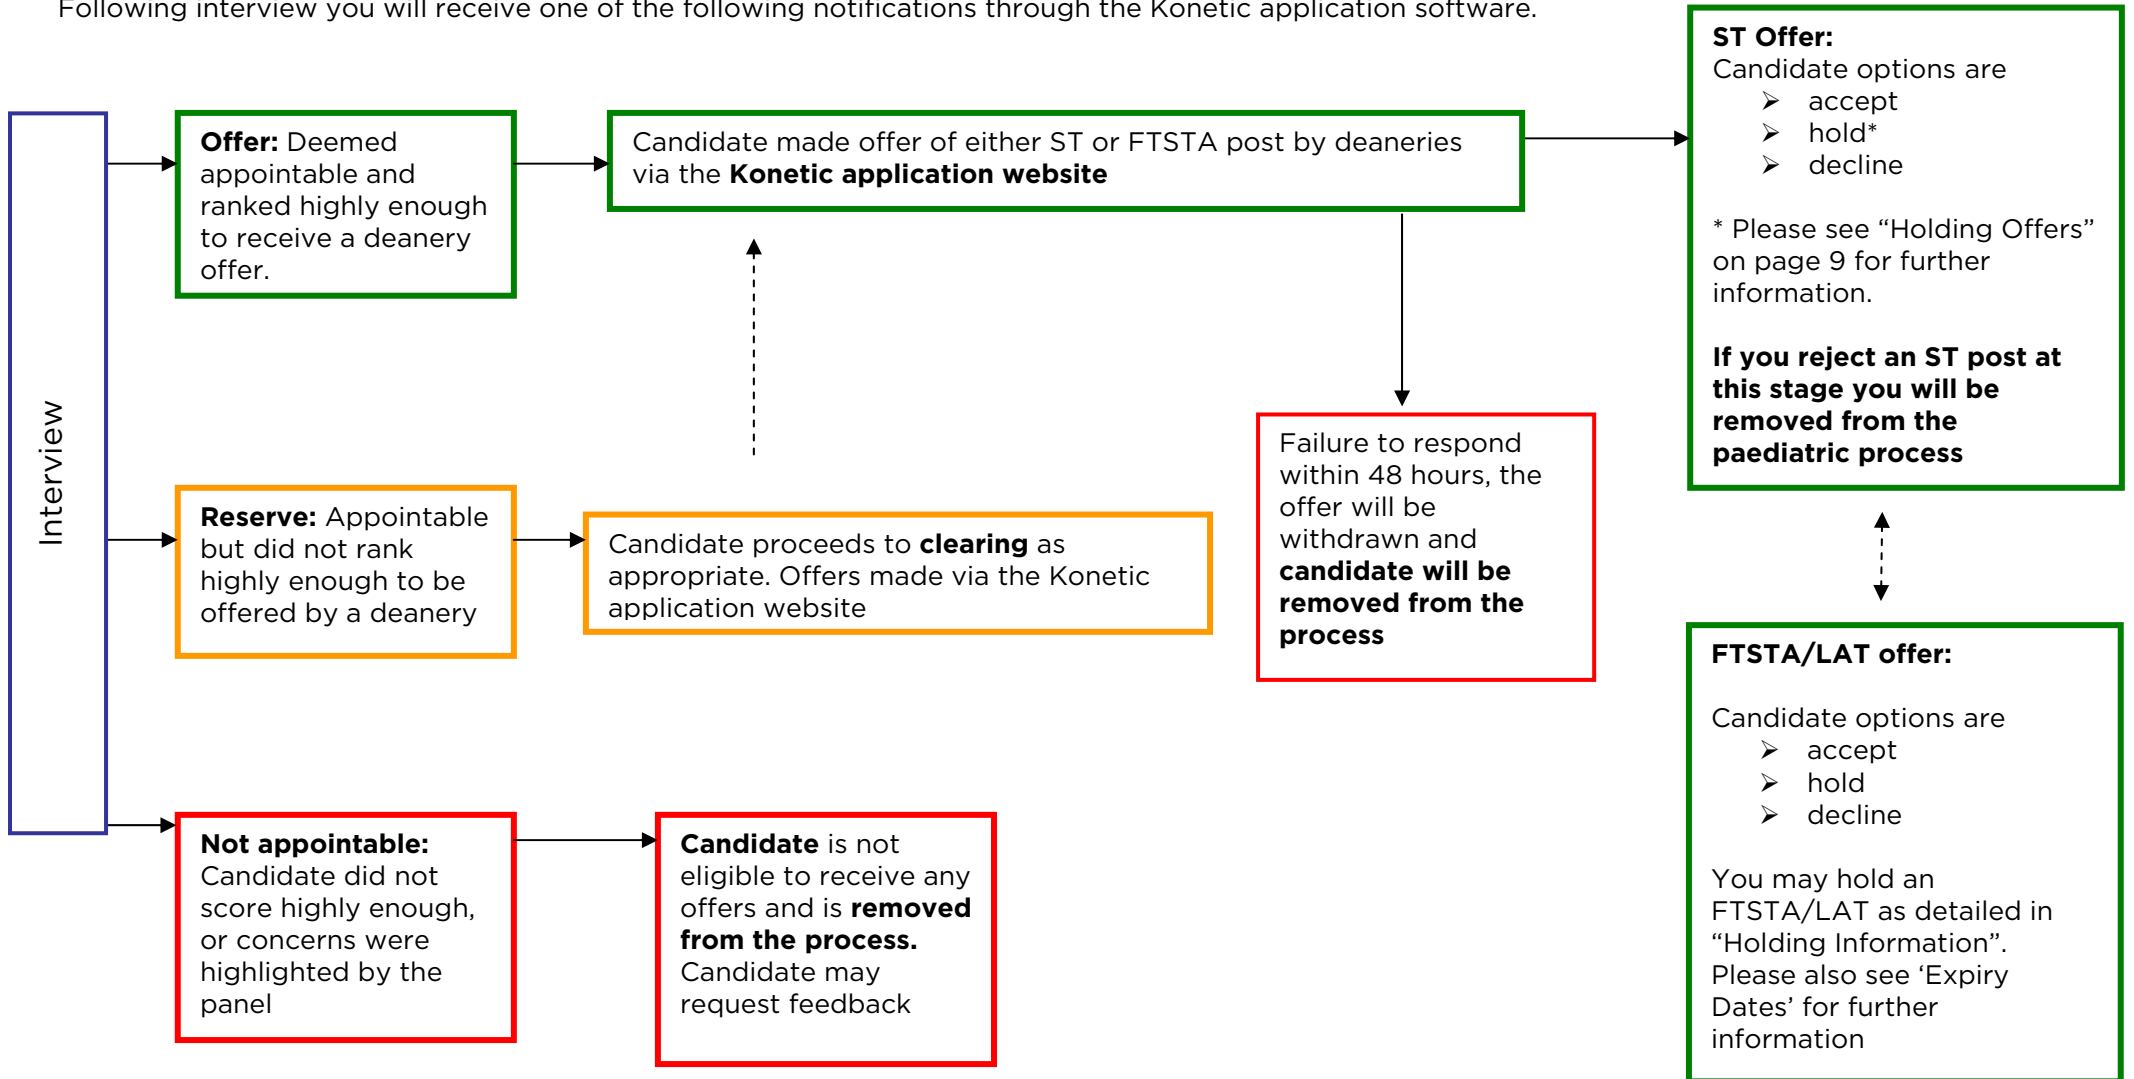 Following interview you will receive one of the following notifications through the Konetic application software.
Interview
Offer: Deemed
appointable and
ranked highly enough
to receive a deanery
offer.
Candidate made offer of either ST or FTSTA post by deaneries
via the Konetic application website
ST Offer:
Candidate options are
➢ accept
➢ hold*
➢ decline
* Please see “Holding Offers”
on page 9 for further
information.
If you reject an ST post at
this stage you will be
removed from the
paediatric process
Failure to respond
within 48 hours, the
offer will be
withdrawn and
candidate will be
removed from the
process
Reserve: Appointable
but did not rank
highly enough to be
offered by a deanery
Candidate proceeds to clearing as
appropriate. Offers made via the Konetic
application website
FTSTA/LAT offer:
Candidate options are
➢ accept
➢ hold
➢ decline
You may hold an
FTSTA/LAT as detailed in
“Holding Information”.
Please also see ‘Expiry
Dates’ for further
information
Not appointable:
Candidate did not
score highly enough,
or concerns were
highlighted by the
panel
Candidate is not
eligible to receive any
offers and is removed
from the process.
Candidate may
request feedback